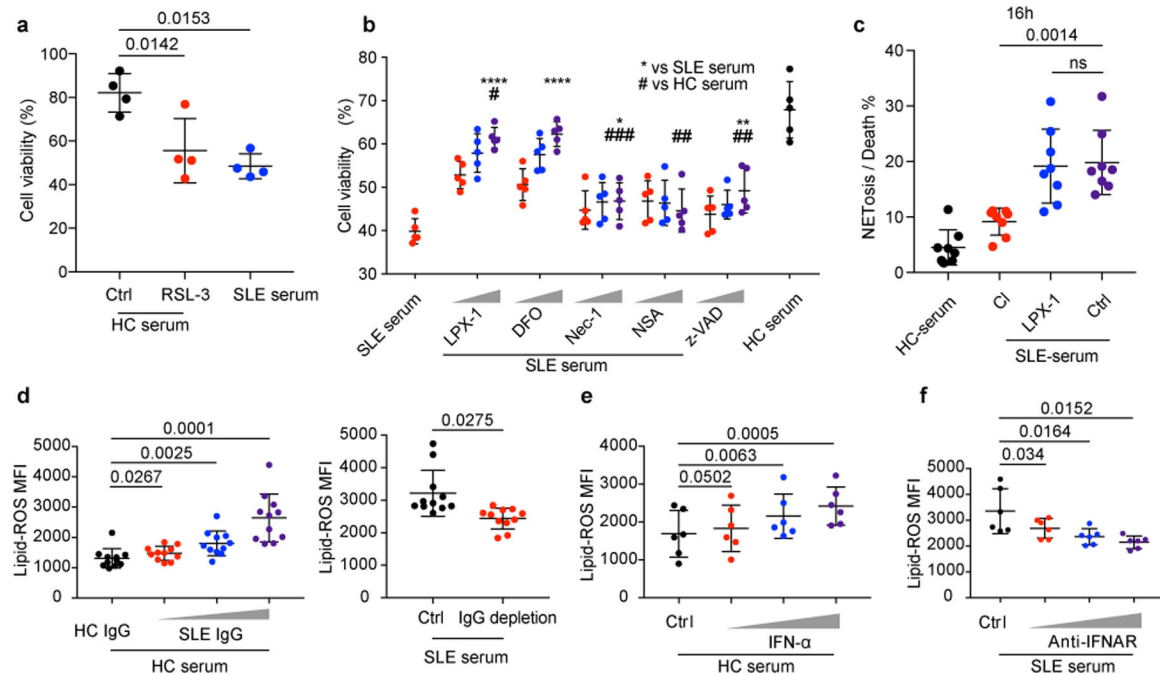 a
0.0153
0.0142
100
80
60
40
20
0
Cell viability (%)
Ctrl
RSL-3
SLE serum
HC serum
b
* vs SLE serum
# vs HC serum
****
#
****
*
###
##
**
##
80
70
60
50
40
30
Cell viability (%)
SLE serum
LPX-1
DFO
Nec-1
NSA
z-VAD
HC serum
SLE serum
c
16h
0.0014
ns
40
30
20
10
0
NETosis / Death %
HC-serum
Cl
LPX-1
Ctrl
SLE-serum
d
0.0001
0.0025
0.0267
5000
4000
3000
2000
1000
0
Lipid-ROS MFI
HC IgG
SLE IgG
HC serum
0.0275
5000
4000
3000
2000
1000
0
Lipid-ROS MFI
Ctrl
IgG depletion
SLE serum
e
0.0005
0.0063
0.0502
4000
3000
2000
1000
0
Lipid-ROS MFI
Ctrl
IFN-α
HC serum
f
0.0152
0.0164
0.034
5000
4000
3000
2000
1000
0
Lipid-ROS MFI
Ctrl
Anti-IFNAR
SLE serum